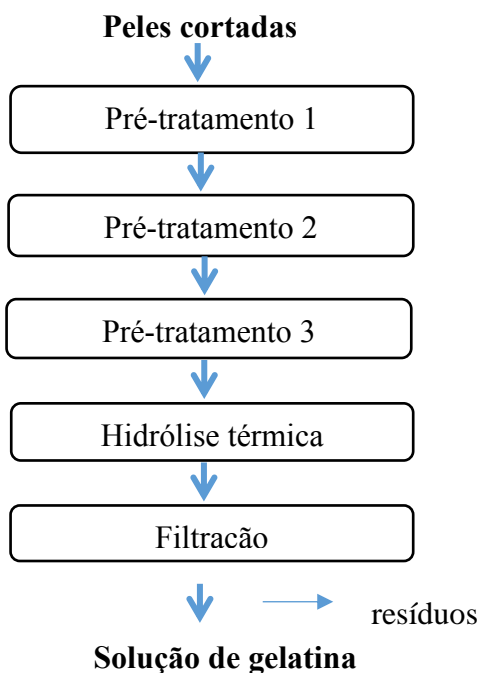 Peles cortadas
Pré-tratamento 1
Pré-tratamento 2
Pré-tratamento 3
Hidrólise térmica
Filtracão
resíduos
Solução de gelatina